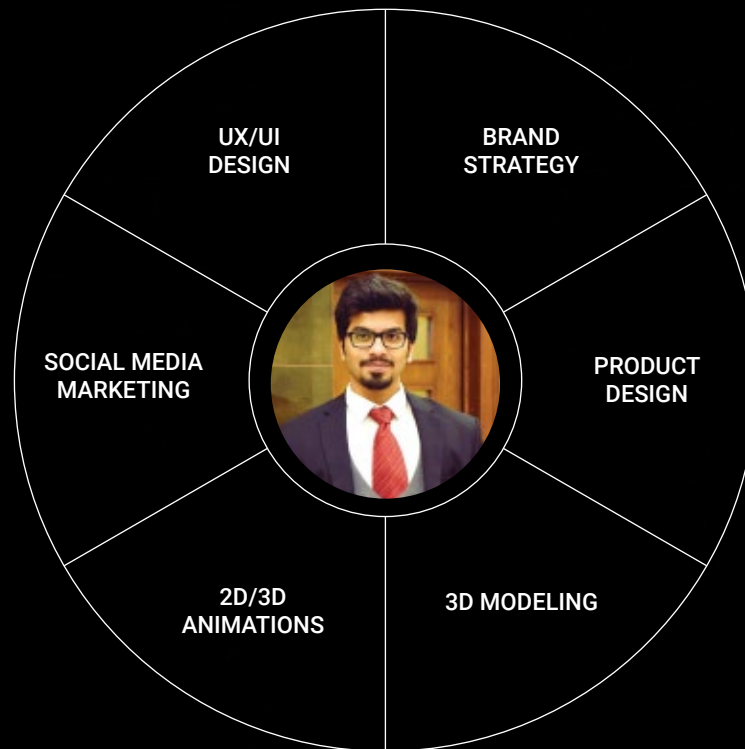 UX/UI
DESIGN
BRAND
STRATEGY
SOCIAL MEDIA
MARKETING
PRODUCT
DESIGN
2D/3D
ANIMATIONS
3D MODELING